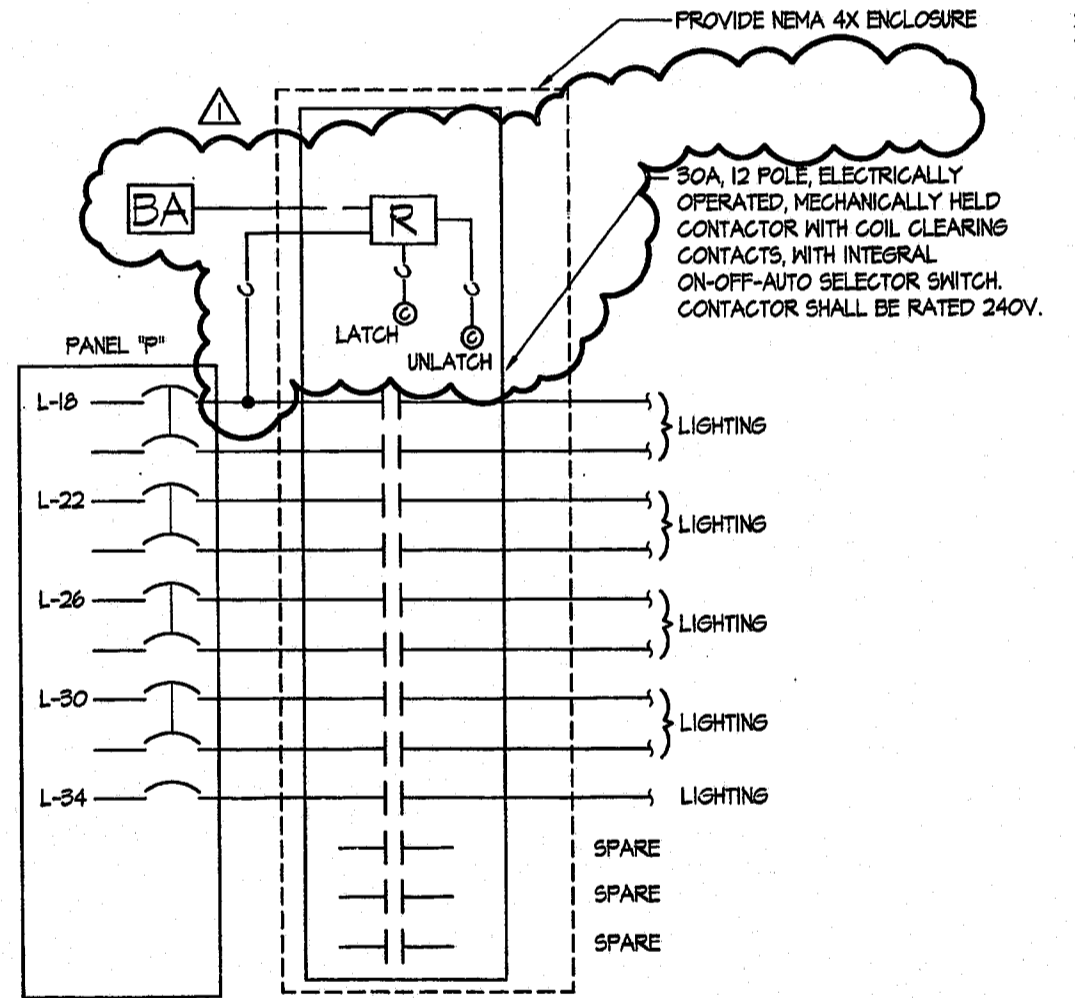 PROVIDE NEMA 4X ENCLOSURE
1
BA
R
30A, 12 POLE, ELECTRICALLY
OPERATED, MECHANICALLY HELD
CONTACTOR WITH COIL CLEARING
CONTACTS, WITH INTEGRAL
ON-OFF-AUTO SELECTOR SWITCH.
CONTACTOR SHALL BE RATED 240V.
C
LATCH
C
UNLATCH
PANEL "P"
L-18
LIGHTING
L-22
LIGHTING
L-26
LIGHTING
L-30
LIGHTING
L-34
LIGHTING
SPARE
SPARE
SPARE